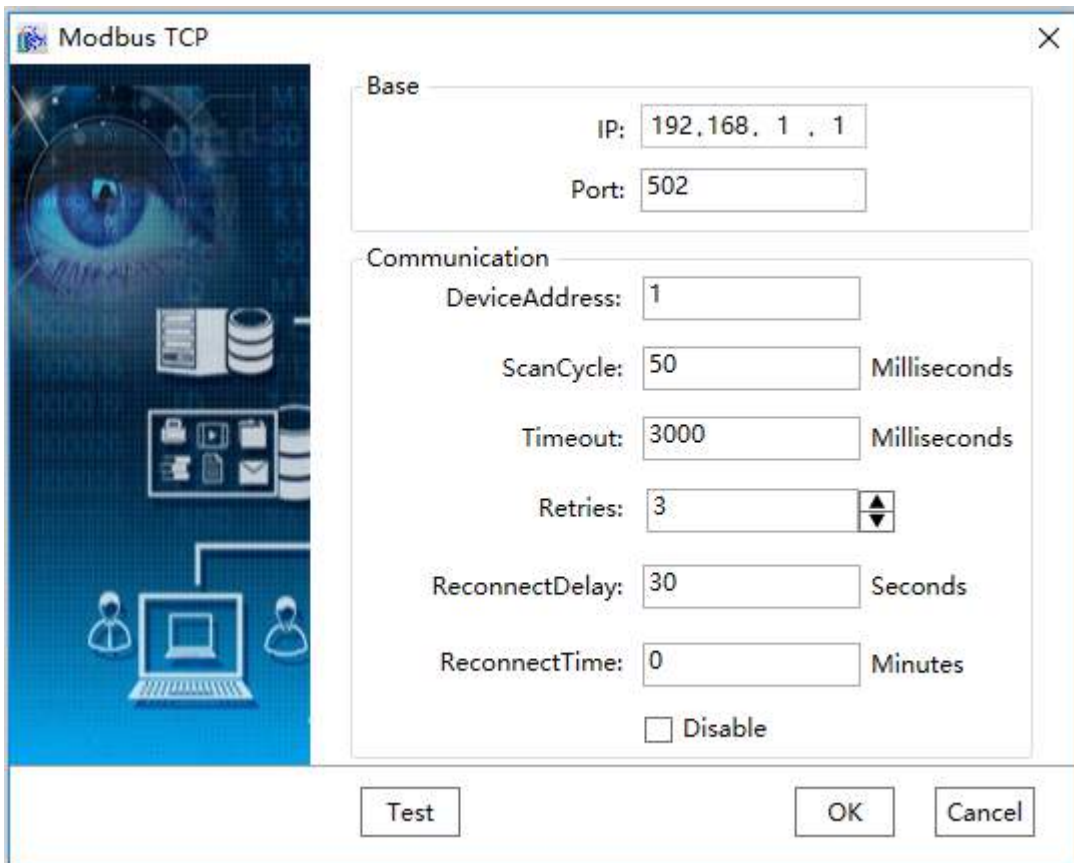 Modbus TCP
Base
IP: 192.168. 1 . 1
Port: 502
Communication
DeviceAddress: 1
ScanCycle: 50 Milliseconds
Timeout: 3000 Milliseconds
Retries: 3
ReconnectDelay: 30 Seconds
ReconnectTime: 0 Minutes
Disable
Test OK Cancel